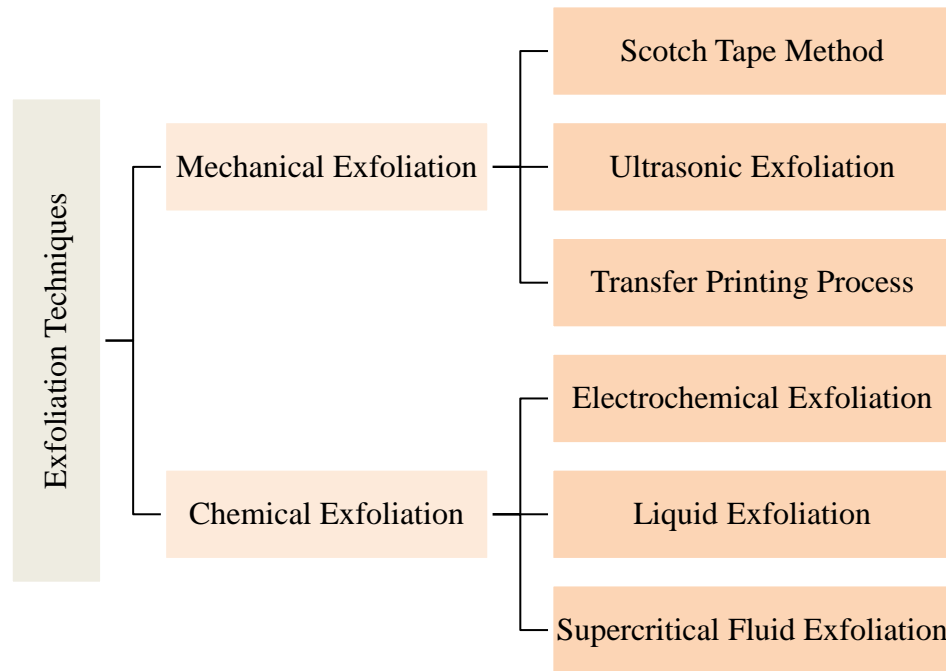 Exfoliation Techniques
Mechanical Exfoliation
Scotch Tape Method
Ultrasonic Exfoliation
Transfer Printing Process
Chemical Exfoliation
Electrochemical Exfoliation
Liquid Exfoliation
Supercritical Fluid Exfoliation